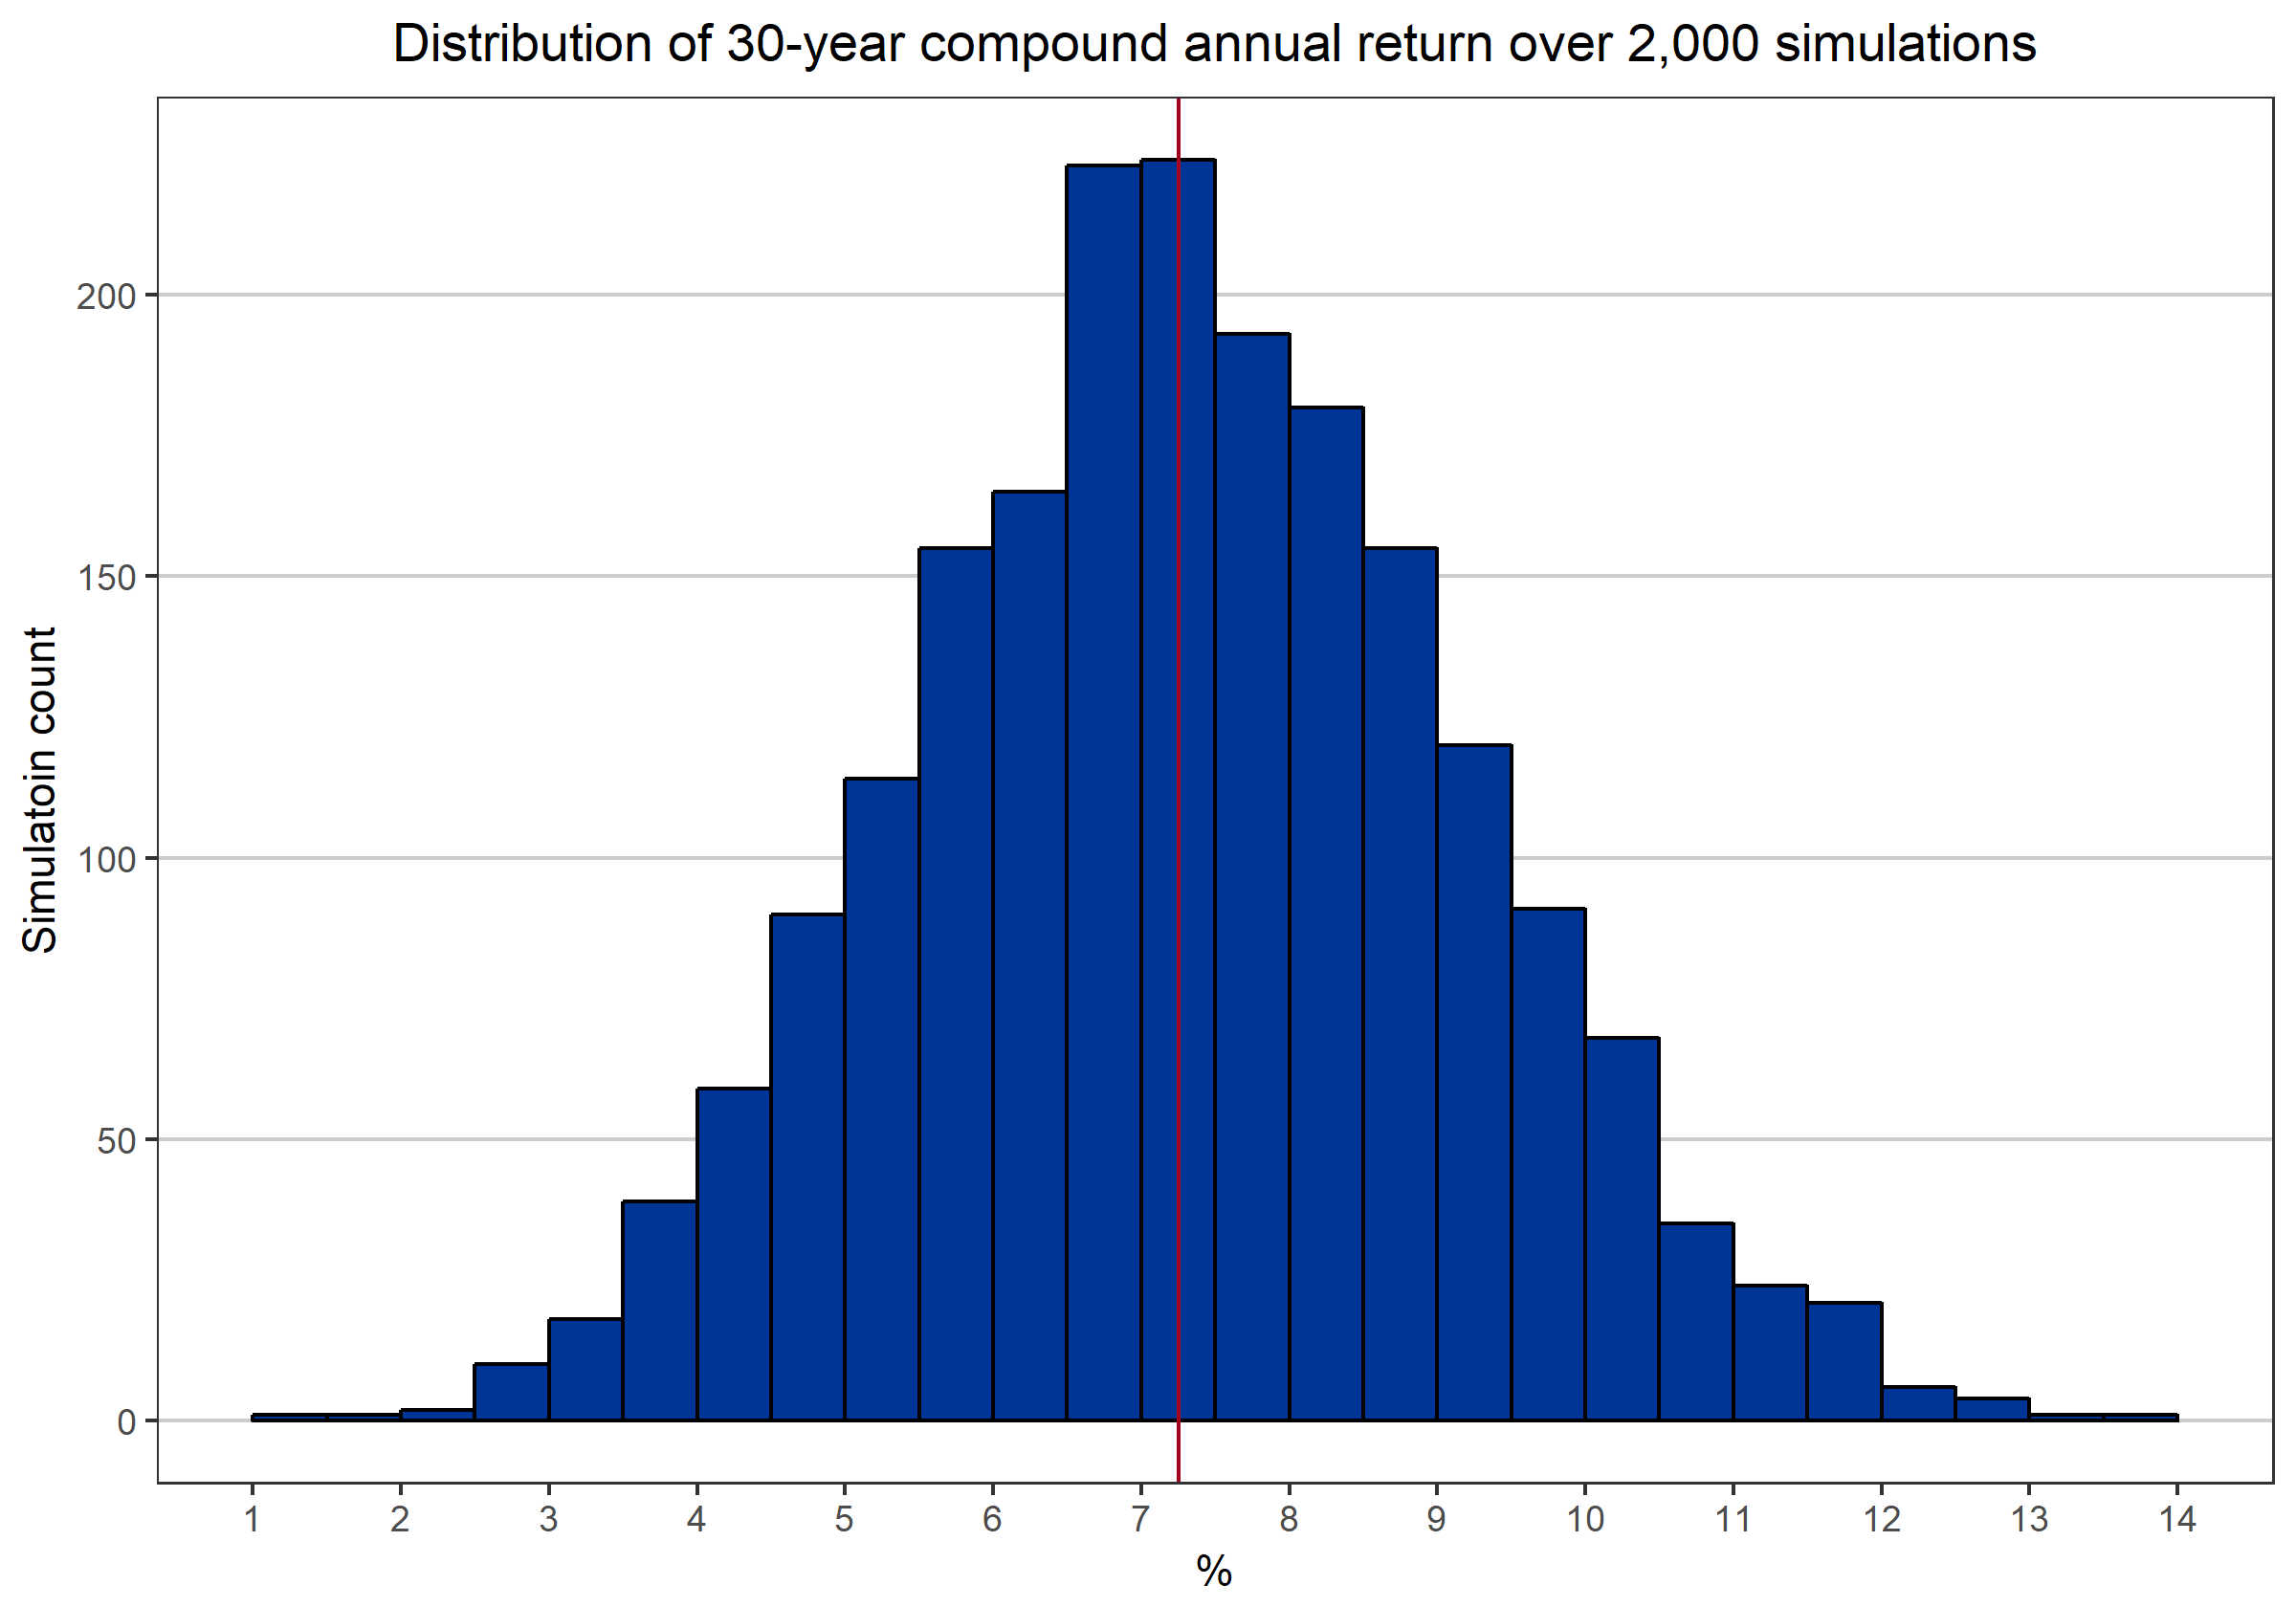 Distribution of 30-year compound annual return over 2,000 simulations
Simulatoin count
200
150
100
50
0
1 2 3 4 5 6 7 8 9 10 11 12 13 14
%